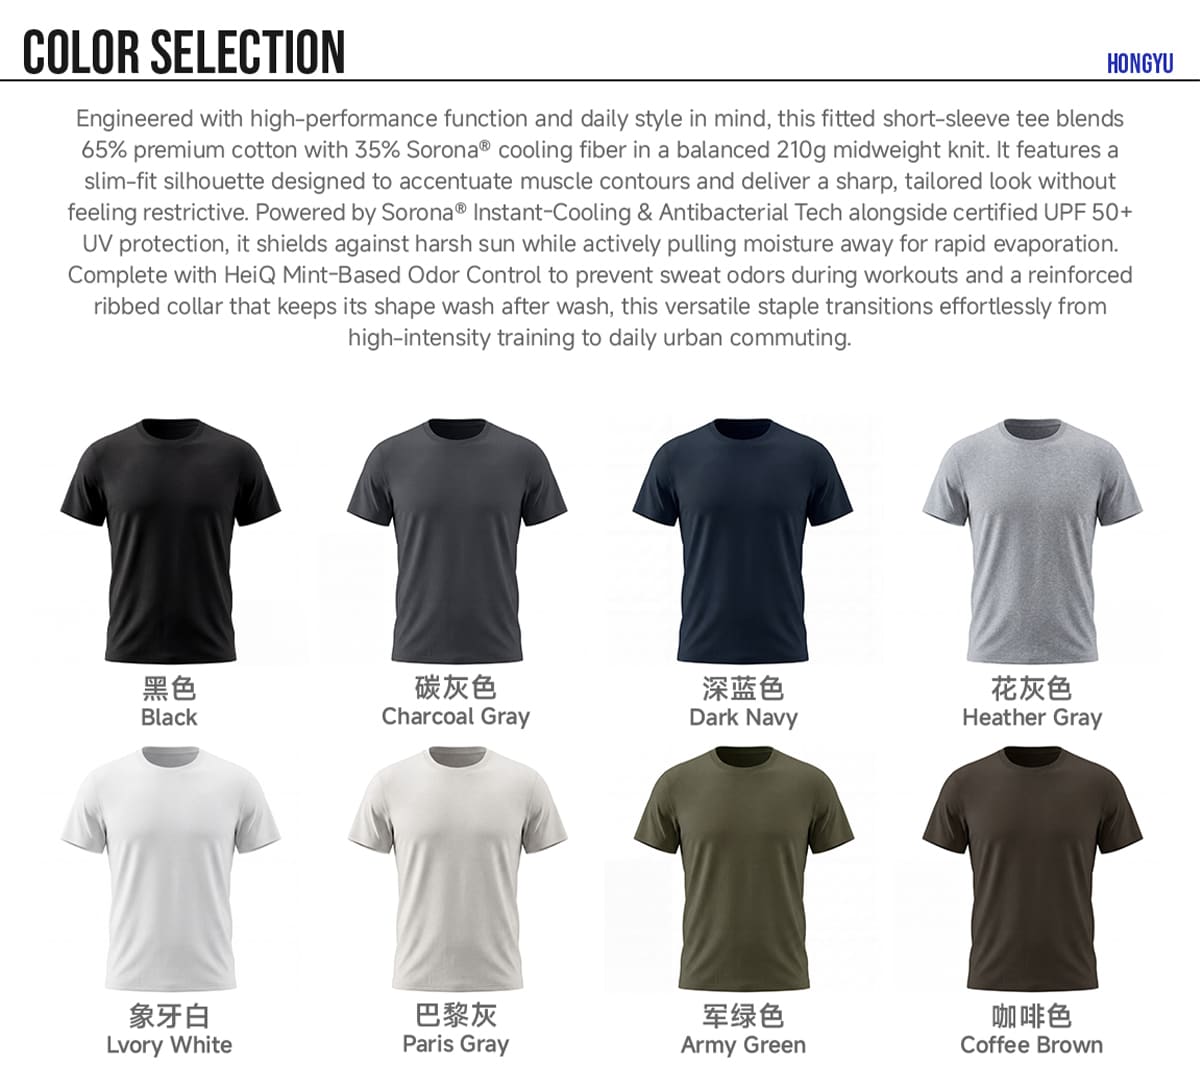 COLOR SELECTION
HONGYU
Engineered with high-performance function and daily style in mind, this fitted short-sleeve tee blends
65% premium cotton with 35% Sorona® cooling fiber in a balanced 210g midweight knit. It features a
slim-fit silhouette designed to accentuate muscle contours and deliver a sharp, tailored look without
feeling restrictive. Powered by Sorona® Instant-Cooling & Antibacterial Tech alongside certified UPF 50+
UV protection, it shields against harsh sun while actively pulling moisture away for rapid evaporation.
Complete with HeiQ Mint-Based Odor Control to prevent sweat odors during workouts and a reinforced
ribbed collar that keeps its shape wash after wash, this versatile staple transitions effortlessly from
high-intensity training to daily urban commuting.
黑色
Black
碳灰色
Charcoal Gray
深蓝色
Dark Navy
花灰色
Heather Gray
象牙白
Lvory White
巴黎灰
Paris Gray
军绿色
Army Green
咖啡色
Coffee Brown